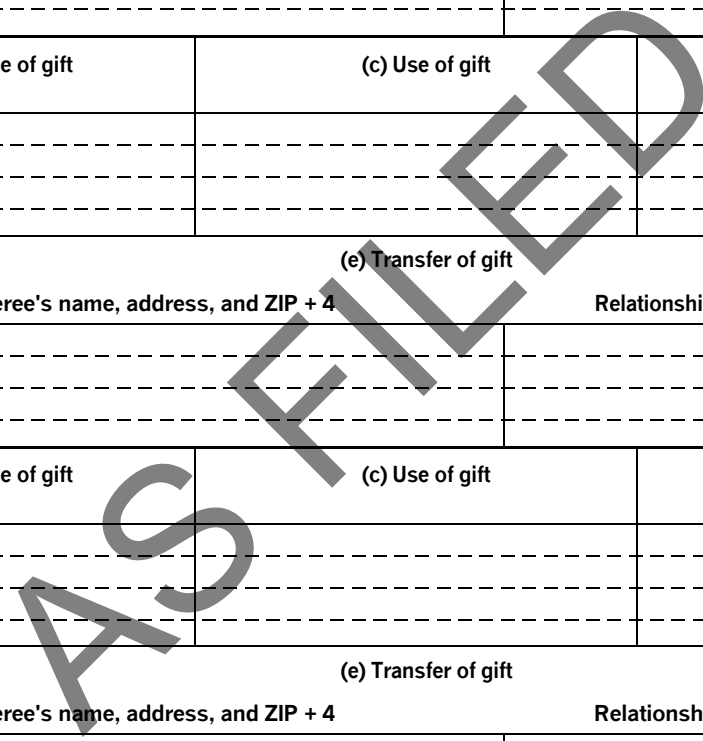 e of gift (c) Use of gift
(e) Transfer of gift
eree's name, address, and ZIP + 4 Relationshi
e of gift (c) Use of gift
(e) Transfer of gift
eree's name, address, and ZIP + 4 Relationsh
AS FILED